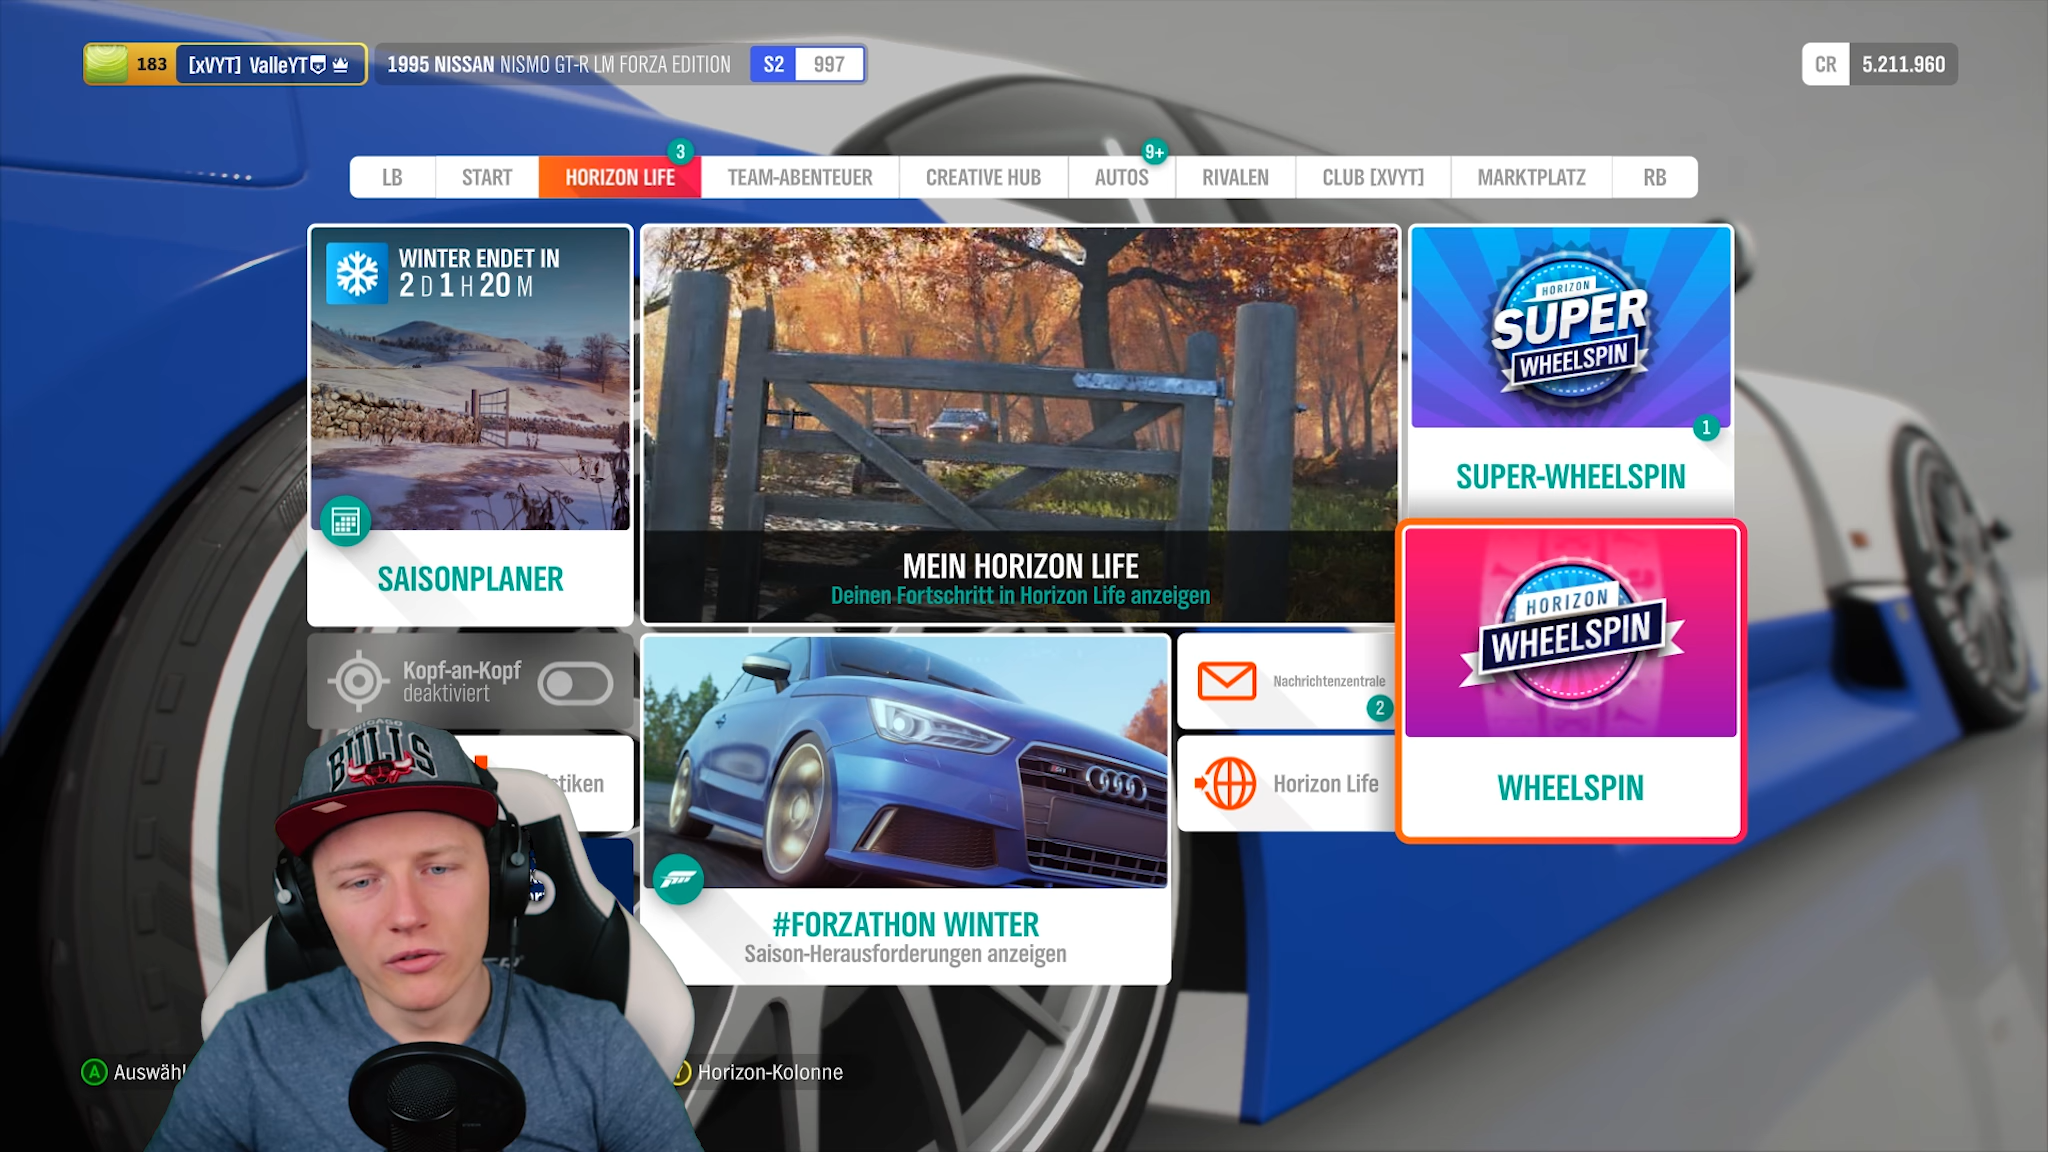 183 [xVYT] ValleYT
1995 NISSAN NISMO GT-R LM FORZA EDITION S2 997
CR 5.211.960
3
9+
LB START HORIZON LIFE TEAM-ABENTEUER CREATIVE HUB AUTOS RIVALEN CLUB [XVYT] MARKTPLATZ RB
WINTER ENDET IN
2 D 1 H 20 M
SAISONPLANER
MEIN HORIZON LIFE
Deinen Fortschritt in Horizon Life anzeigen
HORIZON
SUPER
WHEELSPIN
1
SUPER-WHEELSPIN
HORIZON
WHEELSPIN
WHEELSPIN
Kopf-an-Kopf
deaktiviert
Nachrichtenzentrale
2
Horizon Life
#FORZATHON WINTER
Saison-Herausforderungen anzeigen
CHICAGO
BULLS
A
Horizon-Kolonne